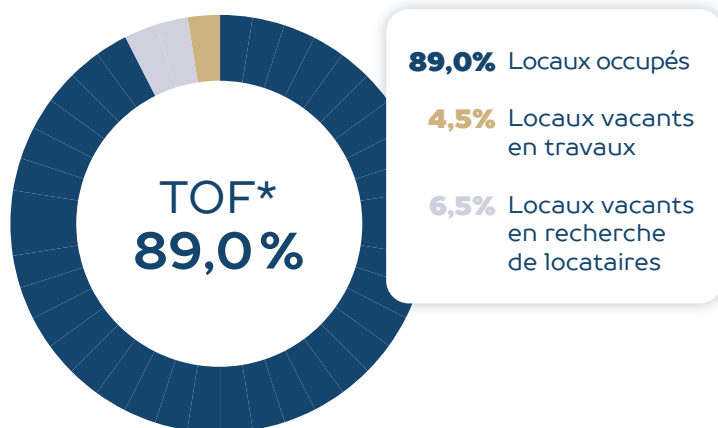 TOF*
89,0%
89,0% Locaux occupés
4,5% Locaux vacants
en travaux
6,5% Locaux vacants
en recherche
de locataires